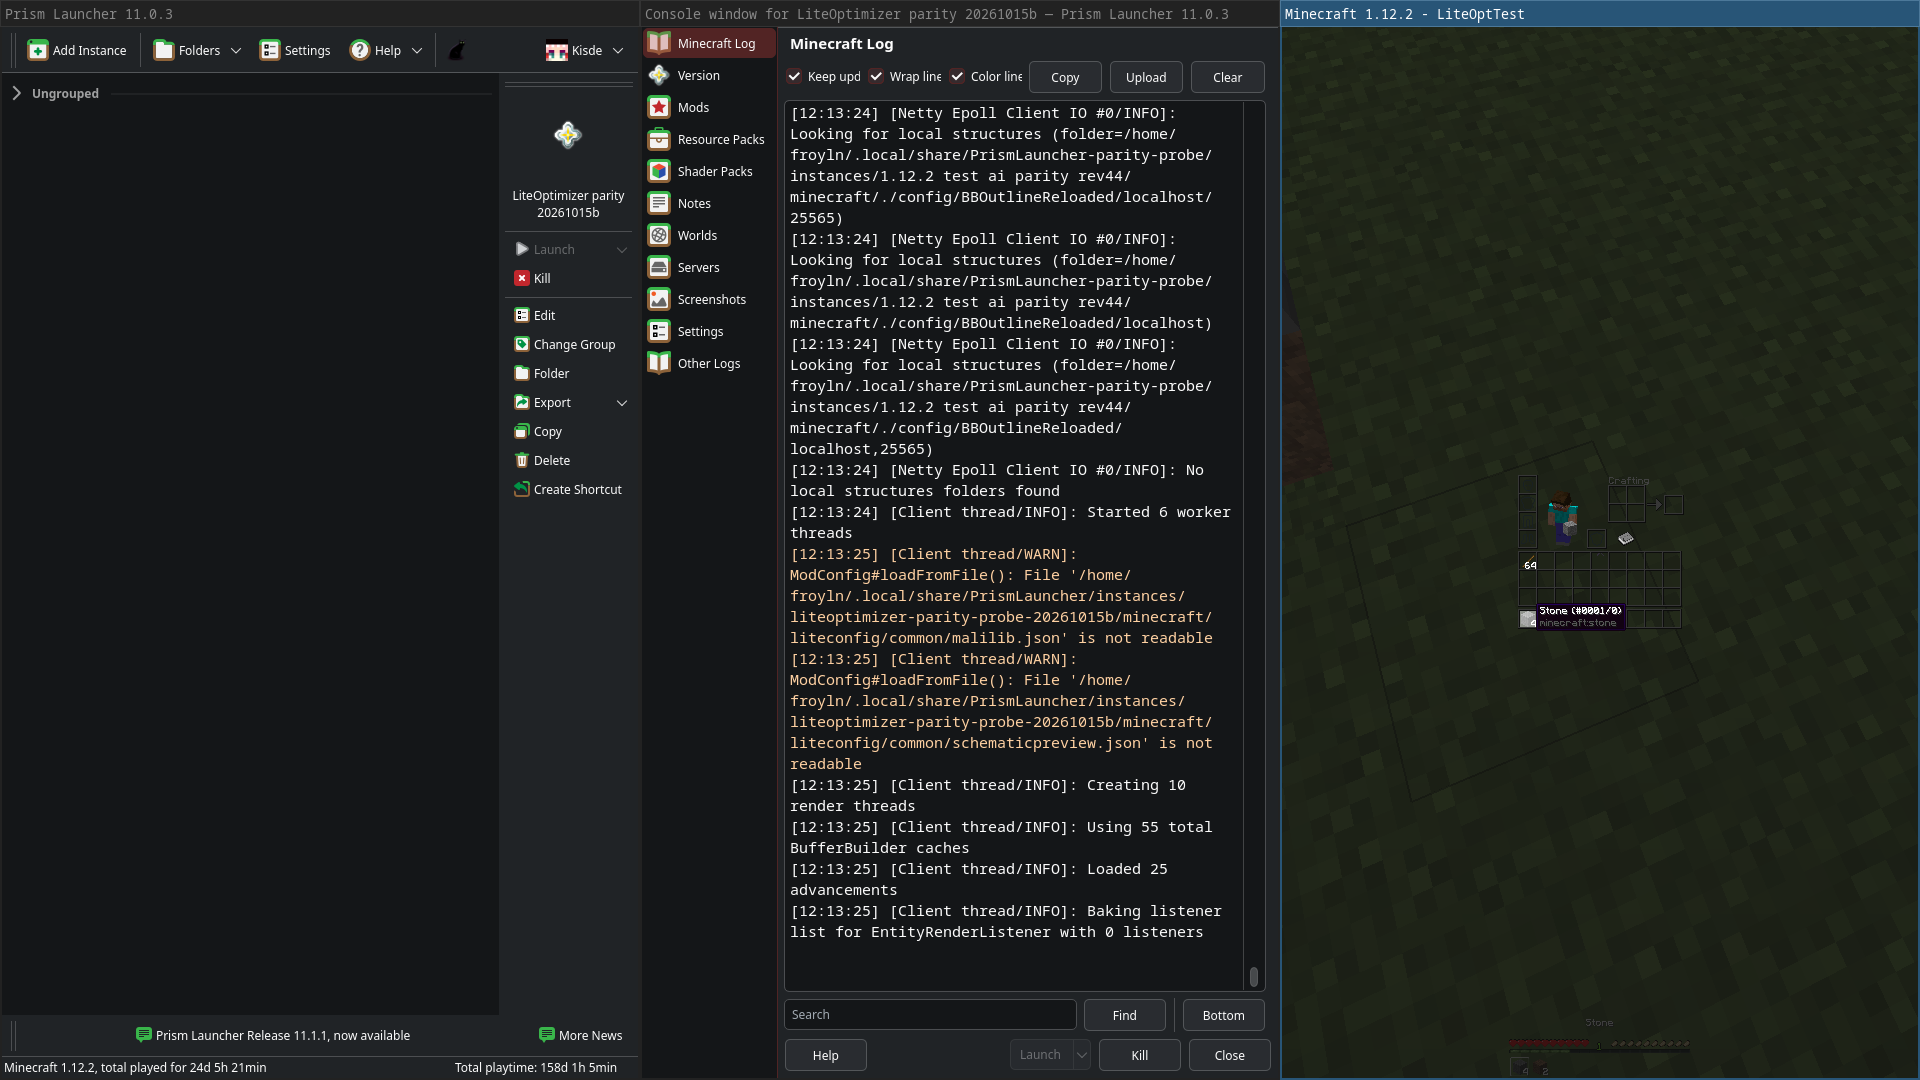 Prism Launcher 11.0.3
Add Instance
Folders
Settings
Help
Kisde
Ungrouped
LiteOptimizer parity
20261015b
Launch
Kill
Edit
Change Group
Folder
Export
Copy
Delete
Create Shortcut
Prism Launcher Release 11.1.1, now available
More News
Minecraft 1.12.2, total played for 24d 5h 21min
Total playtime: 158d 1h 5min
Console window for LiteOptimizer parity 20261015b — Prism Launcher 11.0.3
Minecraft Log
Version
Mods
Resource Packs
Shader Packs
Notes
Worlds
Servers
Screenshots
Settings
Other Logs
Minecraft Log
Keep upd
Wrap line
Color line
Copy
Upload
Clear
[12:13:24] [Netty Epoll Client IO #0/INFO]:
Looking for local structures (folder=/home/
froyln/.local/share/PrismLauncher-parity-probe/
instances/1.12.2 test ai parity rev44/
minecraft/./config/BBOutlineReloaded/localhost/
25565)
[12:13:24] [Netty Epoll Client IO #0/INFO]:
Looking for local structures (folder=/home/
froyln/.local/share/PrismLauncher-parity-probe/
instances/1.12.2 test ai parity rev44/
minecraft/./config/BBOutlineReloaded/localhost)
[12:13:24] [Netty Epoll Client IO #0/INFO]:
Looking for local structures (folder=/home/
froyln/.local/share/PrismLauncher-parity-probe/
instances/1.12.2 test ai parity rev44/
minecraft/./config/BBOutlineReloaded/
localhost,25565)
[12:13:24] [Netty Epoll Client IO #0/INFO]: No
local structures folders found
[12:13:24] [Client thread/INFO]: Started 6 worker
threads
[12:13:25] [Client thread/WARN]:
ModConfig#loadFromFile(): File '/home/
froyln/.local/share/PrismLauncher/instances/
liteoptimizer-parity-probe-20261015b/minecraft/
liteconfig/common/malilib.json' is not readable
[12:13:25] [Client thread/WARN]:
ModConfig#loadFromFile(): File '/home/
froyln/.local/share/PrismLauncher/instances/
liteoptimizer-parity-probe-20261015b/minecraft/
liteconfig/common/schematicpreview.json' is not
readable
[12:13:25] [Client thread/INFO]: Creating 10
render threads
[12:13:25] [Client thread/INFO]: Using 55 total
BufferBuilder caches
[12:13:25] [Client thread/INFO]: Loaded 25
advancements
[12:13:25] [Client thread/INFO]: Baking listener
list for EntityRenderListener with 0 listeners
Search
Find
Bottom
Help
Launch
Kill
Close
Minecraft 1.12.2 - LiteOptTest
Crafting
64
Stone (#0001/0)
minecraft:stone
Stone